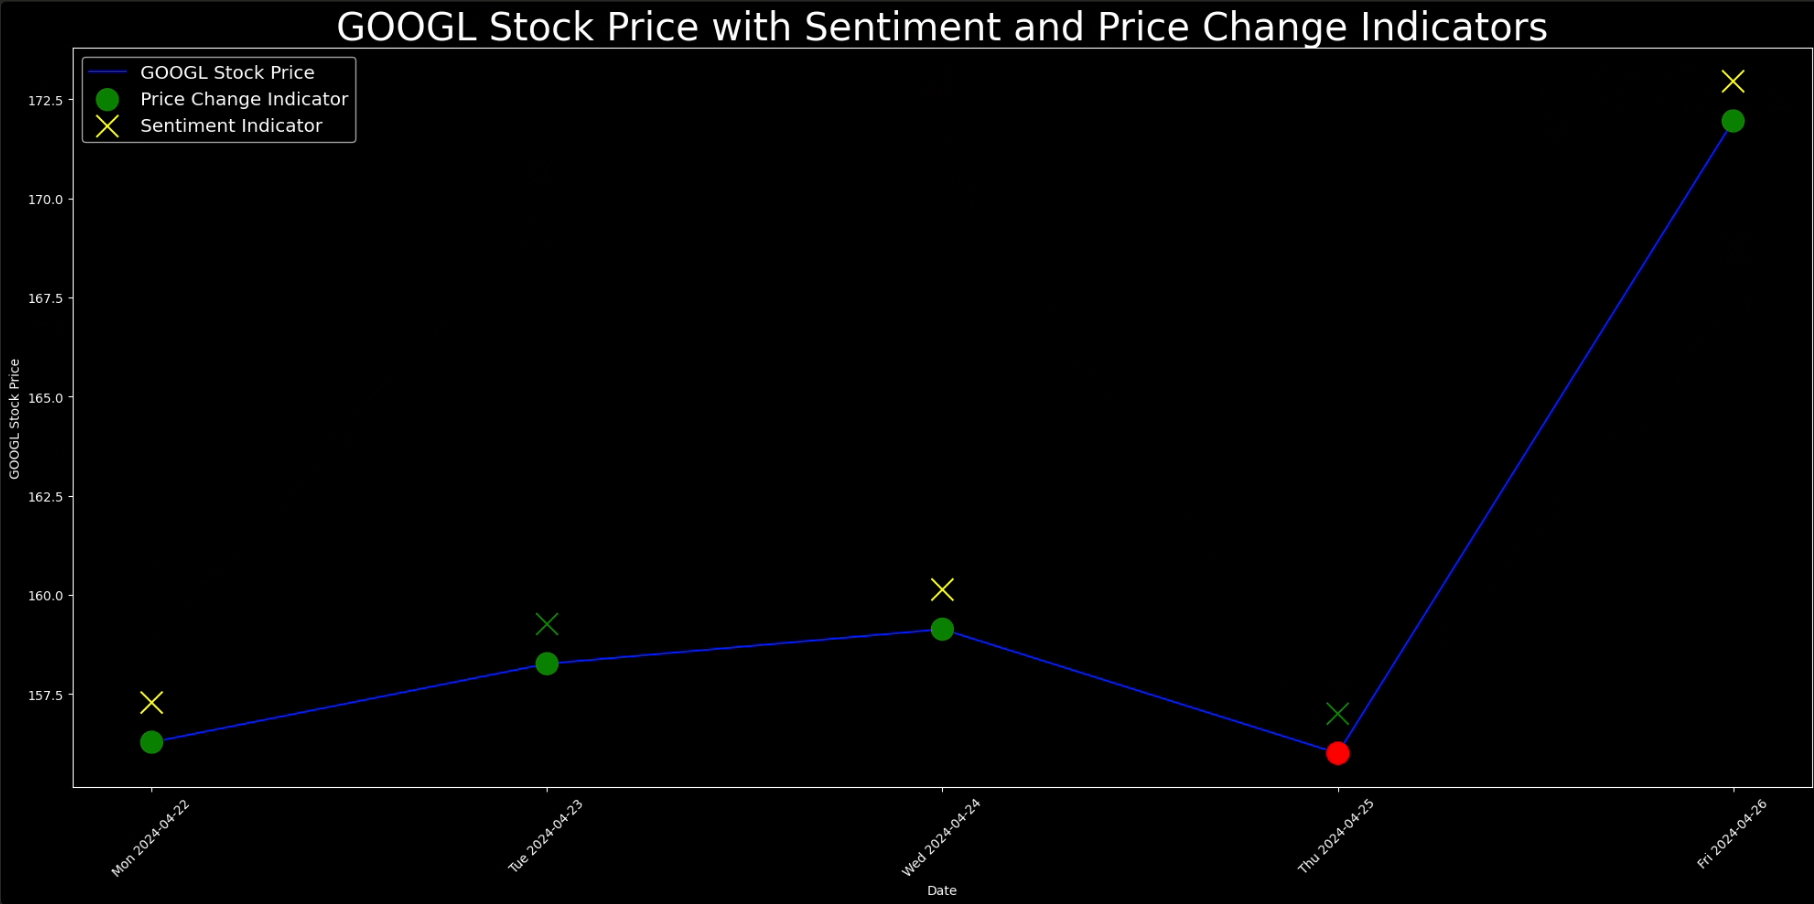 GOOGL Stock Price with Sentiment and Price Change Indicators
GOOGL Stock Price
Price Change Indicator
Sentiment Indicator
172.5
170.0
167.5
165.0
162.5
160.0
157.5
GOOGL Stock Price
Mon 2024-04-22
Tue 2024-04-23
Wed 2024-04-24
Thu 2024-04-25
Fri 2024-04-26
Date